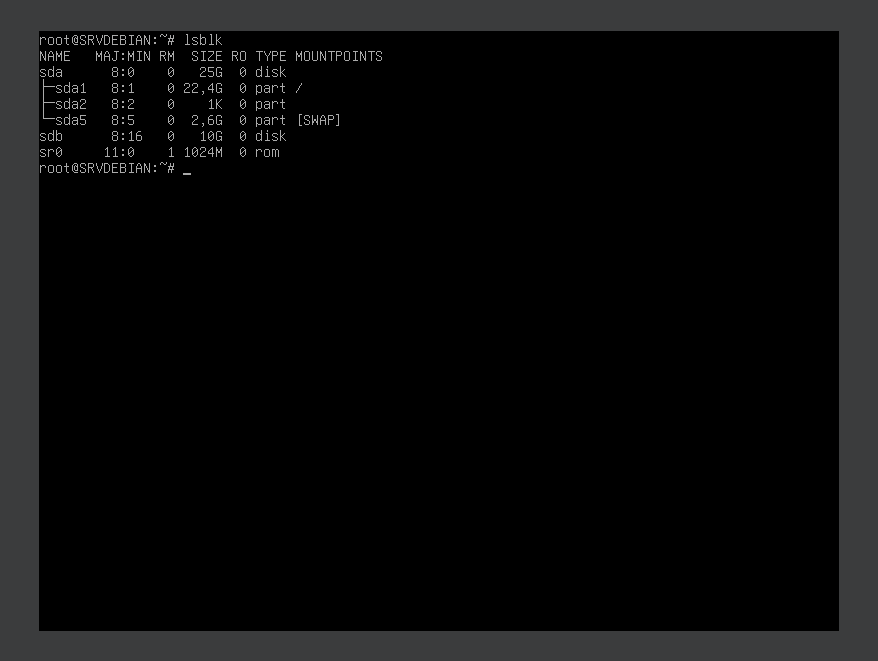 root@SRVDEBIAN:~# lsblk
NAME   MAJ:MIN RM   SIZE RO TYPE MOUNTPOINTS
sda      8:0    0    25G  0 disk
├─sda1   8:1    0 22,4G  0 part /
├─sda2   8:2    0     1K  0 part
└─sda5   8:5    0  2,6G  0 part [SWAP]
sdb      8:16   0    10G  0 disk
sr0     11:0    1 1024M  0 rom
root@SRVDEBIAN:~# _